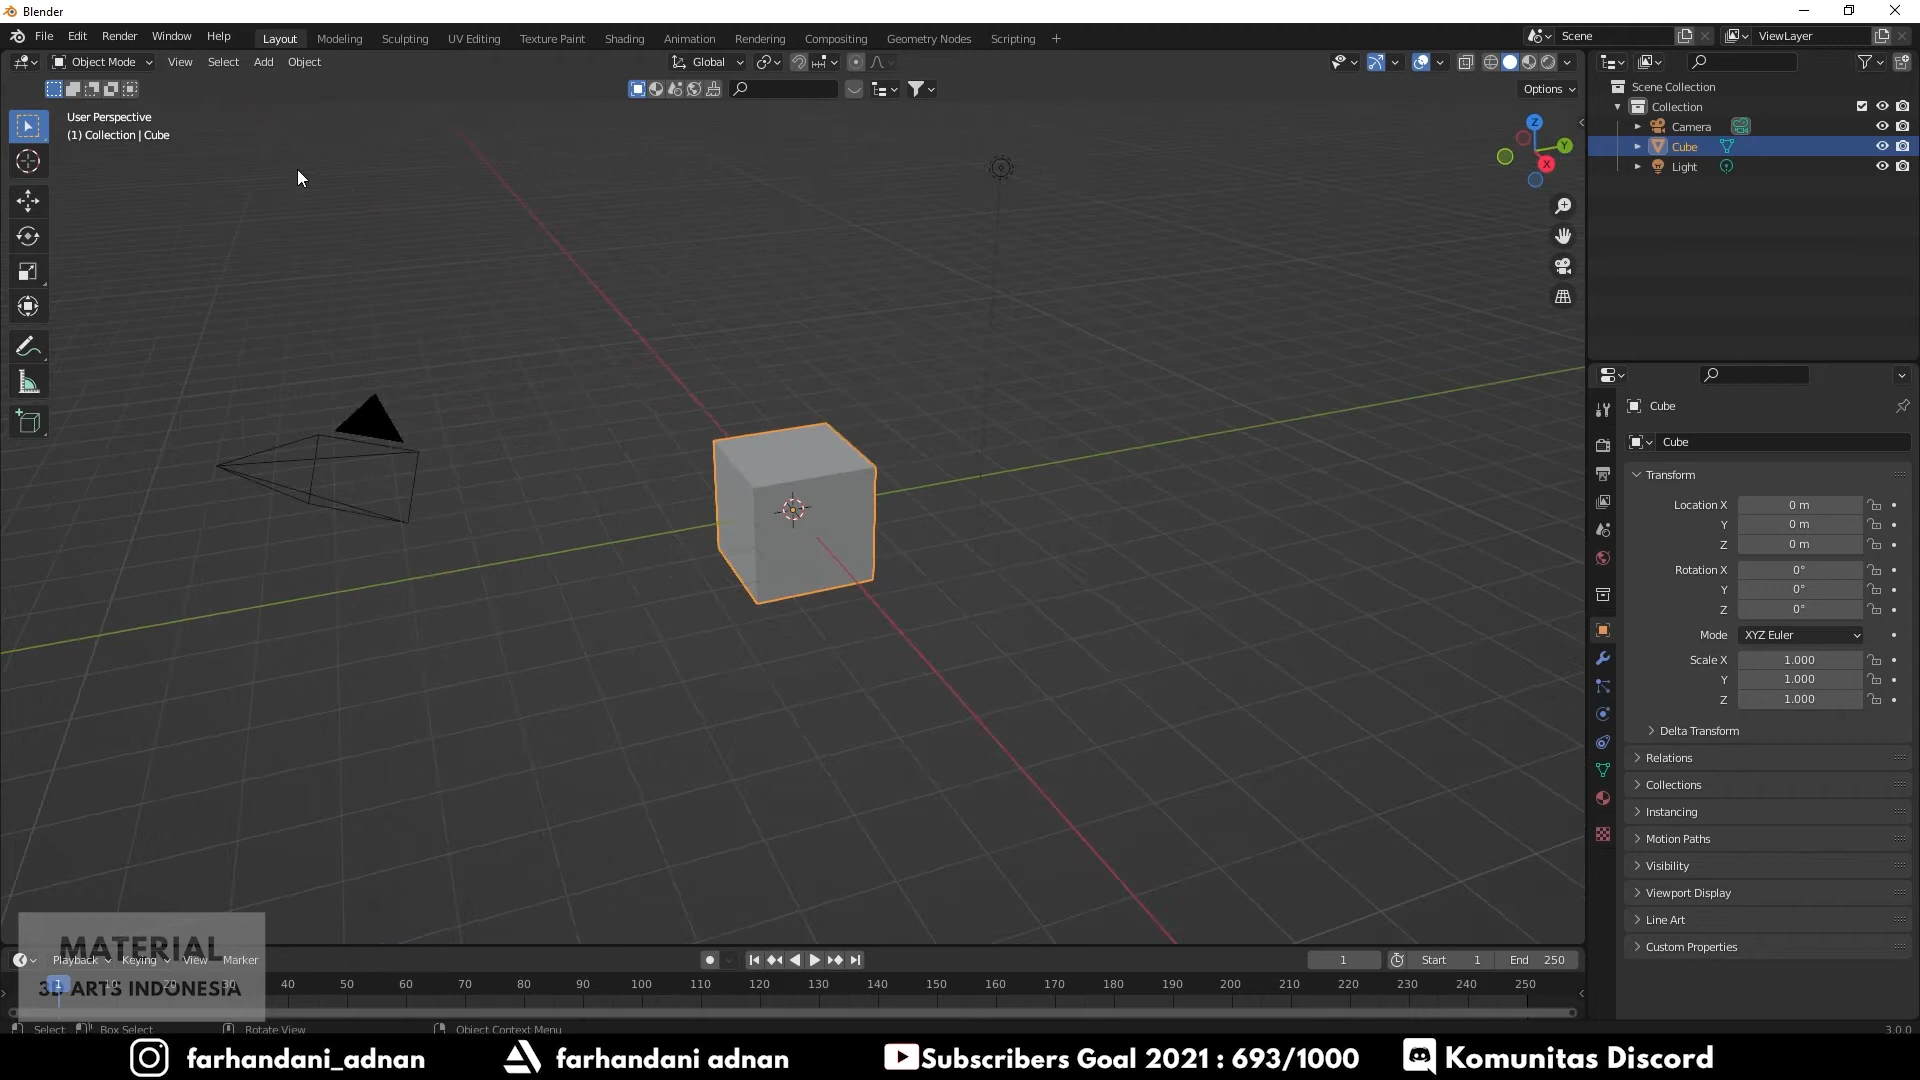 Blender
File Edit Render Window Help Layout Modeling Sculpting UV Editing Texture Paint Shading Animation Rendering Compositing Geometry Nodes Scripting + Scene ViewLayer
Object Mode View Select Add Object Global
Options
User Perspective
(1) Collection | Cube
Z
Y
X
Scene Collection
Collection
Camera
Cube
Light
Cube
Cube
Transform
Location X 0 m
Y 0 m
Z 0 m
Rotation X 0°
Y 0°
Z 0°
Mode XYZ Euler
Scale X 1.000
Y 1.000
Z 1.000
Delta Transform
Relations
Collections
Instancing
Motion Paths
Visibility
Viewport Display
Line Art
Custom Properties
MATERIAL
3D ARTS INDONESIA
Playback Keying View Marker 1 Start 1 End 250
1 10 20 30 40 50 60 70 80 90 100 110 120 130 140 150 160 170 180 190 200 210 220 230 240 250
Select Box Select Rotate View Object Context Menu 3.0.0
farhandani_adnan farhandani adnan Subscribers Goal 2021 : 693/1000 Komunitas Discord